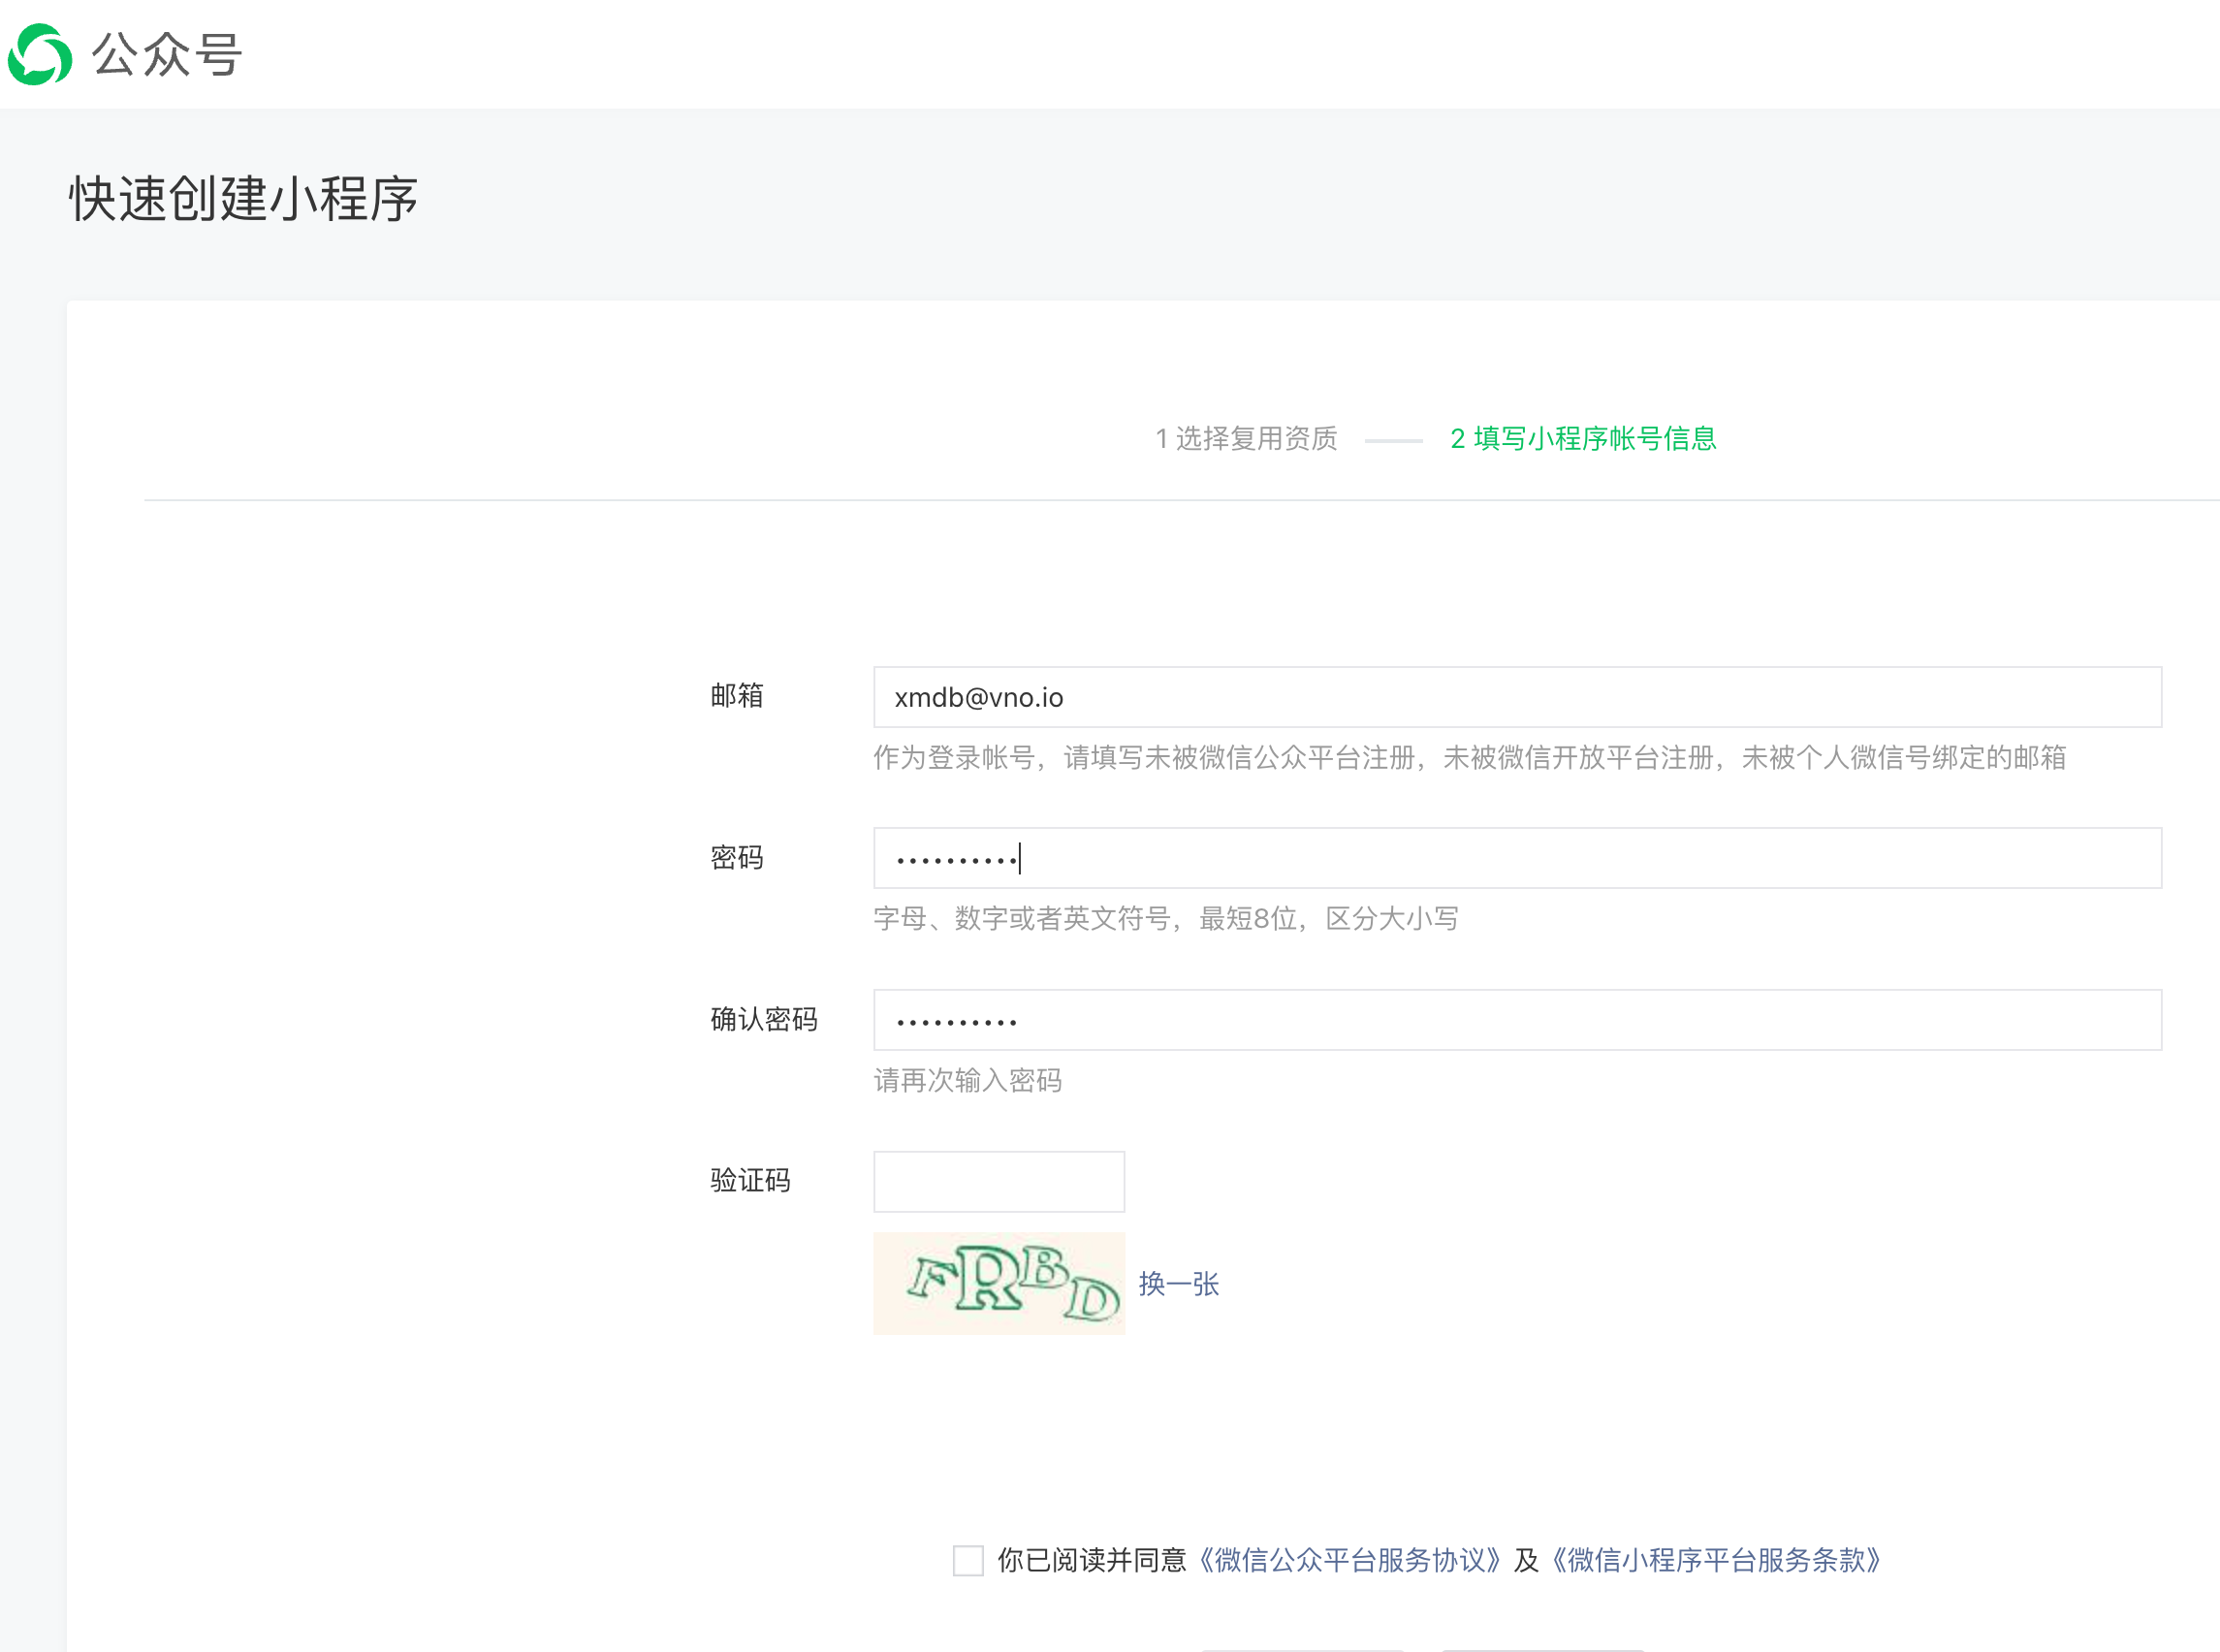 公众号
快速创建小程序
1 选择复用资质 2 填写小程序帐号信息
邮箱 xmdb@vno.io
作为登录帐号，请填写未被微信公众平台注册，未被微信开放平台注册，未被个人微信号绑定的邮箱
密码 ••••••••••
字母、数字或者英文符号，最短8位，区分大小写
确认密码 ••••••••••
请再次输入密码
验证码
FRBD 换一张
你已阅读并同意《微信公众平台服务协议》及《微信小程序平台服务条款》